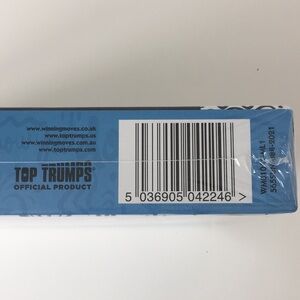 www.winningmoves.co.uk
www.toptrumps.us
www.winningmoves.com.au
www.toptrumps.com
TOP TRUMPS
OFFICIAL PRODUCT
5 036905 042246 >